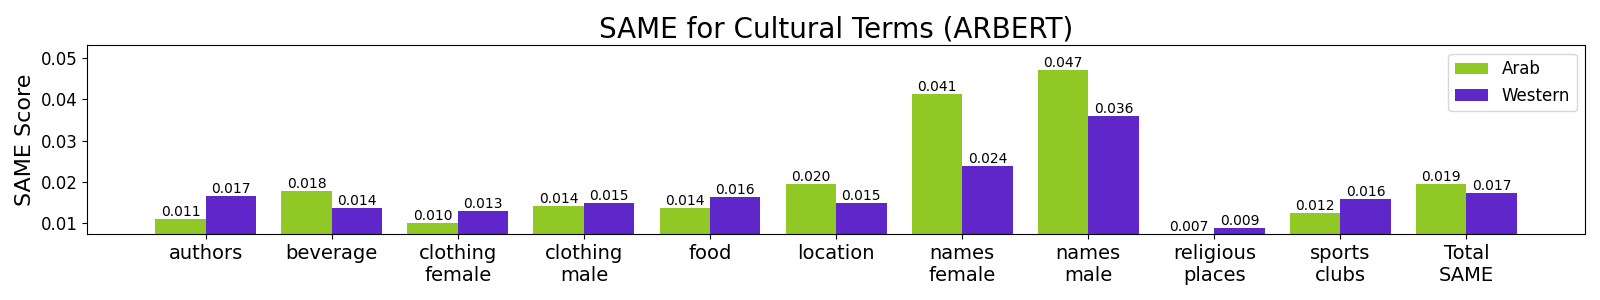 SAME for Cultural Terms (ARBERT)
SAME Score
0.05
0.04
0.03
0.02
0.01
Arab
Western
0.011
0.017
0.018
0.014
0.010
0.013
0.014
0.015
0.014
0.016
0.020
0.015
0.041
0.024
0.047
0.036
0.007
0.009
0.012
0.016
0.019
0.017
authors
beverage
clothing
female
clothing
male
food
location
names
female
names
male
religious
places
sports
clubs
Total
SAME